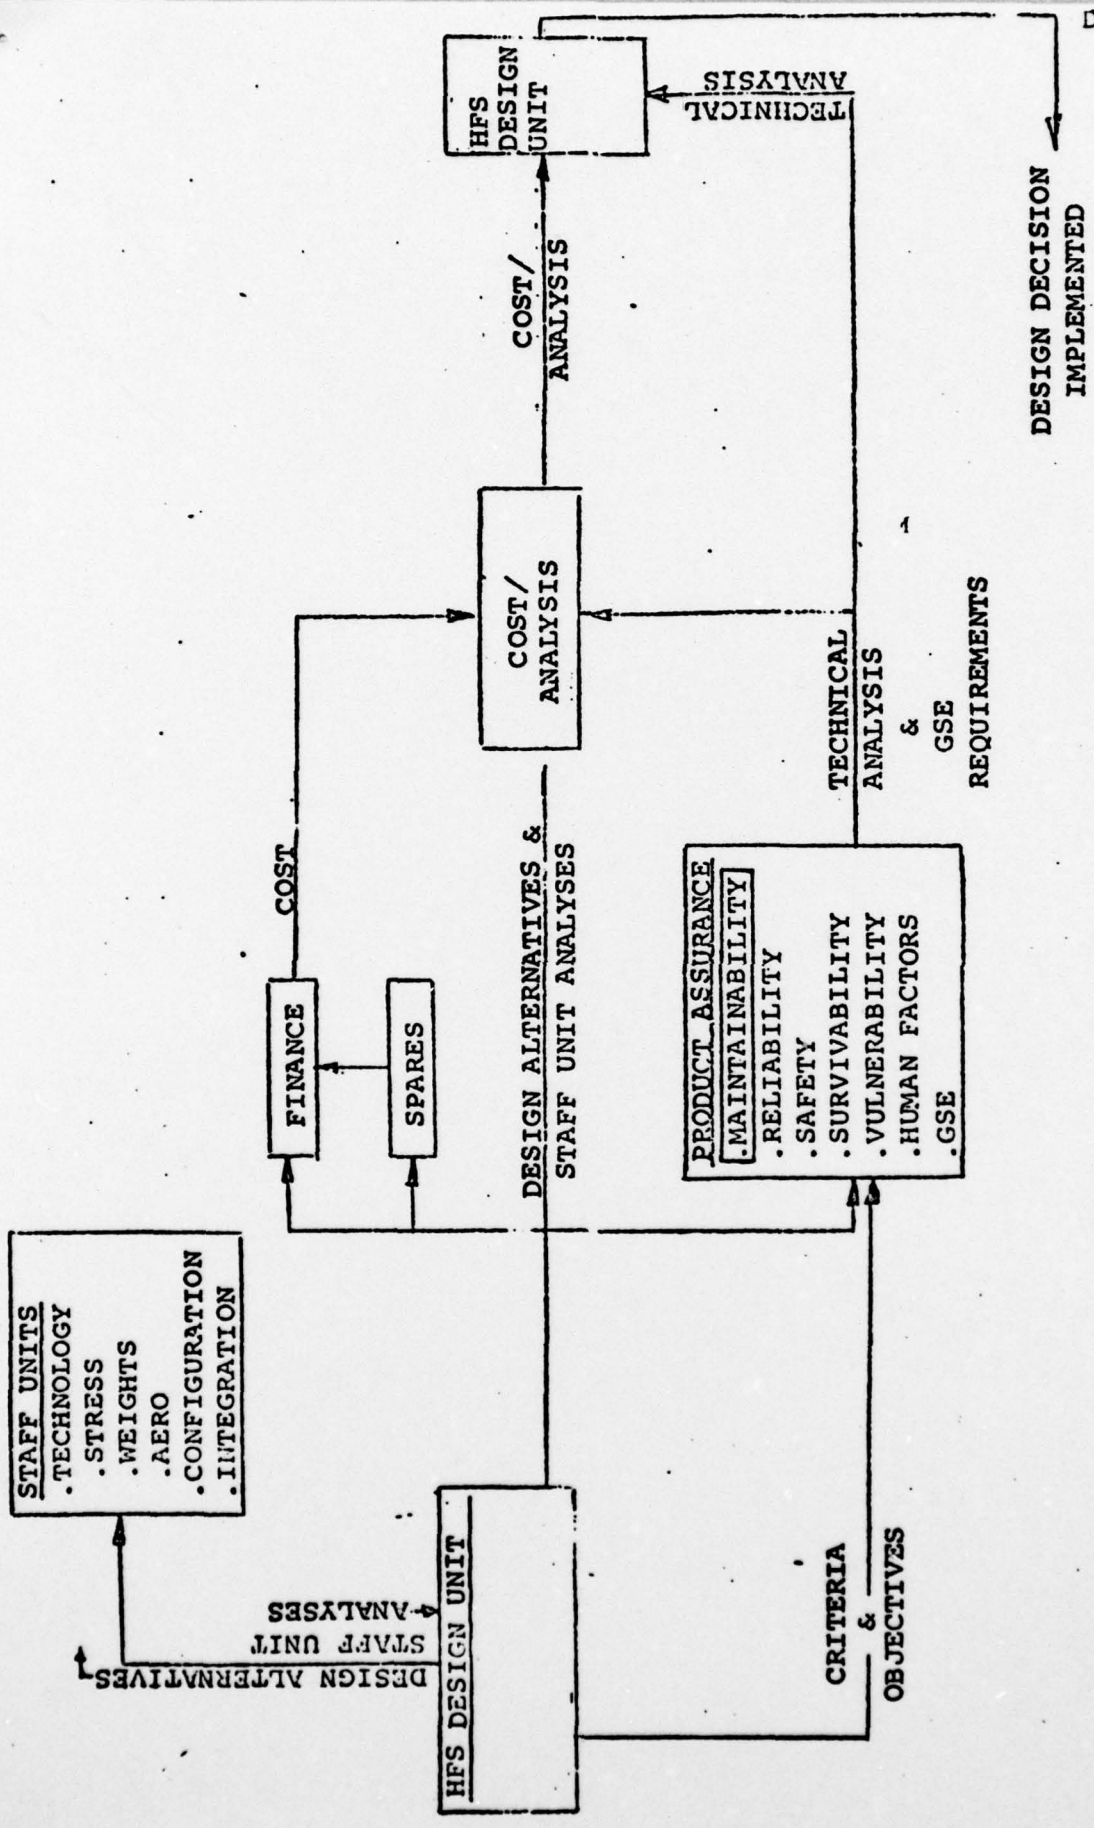 STAFF UNITS
.TECHNOLOGY
.STRESS
.WEIGHTS
.AERO
.CONFIGURATION
.INTEGRATION
DESIGN ALTERNATIVES
STAFF UNIT
ANALYSES
HFS DESIGN UNIT
CRITERIA
&
OBJECTIVES
FINANCE
SPARES
COST
DESIGN ALTERNATIVES &
STAFF UNIT ANALYSES
PRODUCT ASSURANCE
.MAINTAINABILITY
.RELIABILITY
.SAFETY
.SURVIVABILITY
.VULNERABILITY
.HUMAN FACTORS
.GSE
COST/
ANALYSIS
TECHNICAL
ANALYSIS
&
GSE
REQUIREMENTS
COST/
ANALYSIS
HFS
DESIGN
UNIT
TECHNICAL
ANALYSIS
DESIGN DECISION
IMPLEMENTED